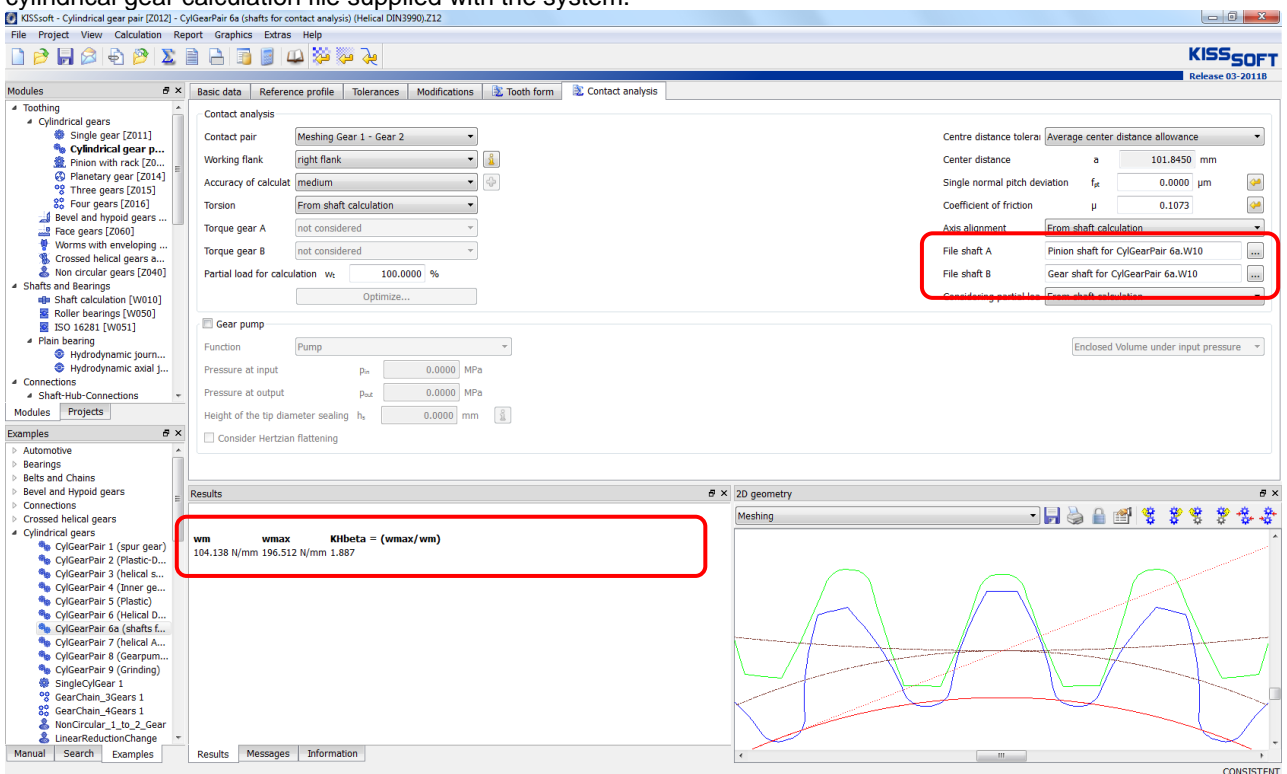 cylindrical gear calculation file supplied with the system.
KISSsoft - Cylindrical gear pair [Z012] - CylGearPair 6a (shafts for contact analysis) (Helical DIN3990).Z12
File Project View Calculation Report Graphics Extras Help
KISSSOFT
Release 03-2011B
Modules
Toothing
Cylindrical gears
Single gear [Z011]
Cylindrical gear p...
Pinion with rack [Z0...
Planetary gear [Z014]
Three gears [Z015]
Four gears [Z016]
Bevel and hypoid gears ...
Face gears [Z060]
Worms with enveloping ...
Crossed helical gears a...
Non circular gears [Z040]
Shafts and Bearings
Shaft calculation [W010]
Roller bearings [W050]
ISO 16281 [W051]
Plain bearing
Hydrodynamic journ...
Hydrodynamic axial j...
Connections
Shaft-Hub-Connections
Modules Projects
Basic data Reference profile Tolerances Modifications Tooth form Contact analysis
Contact analysis
Contact pair Meshing Gear 1 - Gear 2
Working flank right flank
Accuracy of calculat medium
Torsion From shaft calculation
Torque gear A not considered
Torque gear B not considered
Partial load for calculation wt 100.0000 %
Optimize...
Centre distance tolerai Average center distance allowance
Center distance a 101.8450 mm
Single normal pitch deviation fpt 0.0000 µm
Coefficient of friction µ 0.1073
Axis alignment From shaft calculation
File shaft A Pinion shaft for CylGearPair 6a.W10 ...
File shaft B Gear shaft for CylGearPair 6a.W10 ...
Considering partial loa From shaft calculation
Gear pump
Function Pump Enclosed Volume under input pressure
Pressure at input pin 0.0000 MPa
Pressure at output pout 0.0000 MPa
Height of the tip diameter sealing 0.0000 mm
Consider Hertzian flattening
Examples
Automotive
Bearings
Belts and Chains
Bevel and Hypoid gears
Connections
Crossed helical gears
Cylindrical gears
CylGearPair 1 (spur gear)
CylGearPair 2 (Plastic-D...
CylGearPair 3 (helical s...
CylGearPair 4 (Inner ge...
CylGearPair 5 (Plastic)
CylGearPair 6 (Helical D...
CylGearPair 6a (shafts f...
CylGearPair 7 (helical A...
CylGearPair 8 (Gearpum...
CylGearPair 9 (Grinding)
SingleCylGear 1
GearChain_3Gears 1
GearChain_4Gears 1
NonCircular_1_to_2_Gear
LinearReductionChange
Manual Search Examples
Results
wm wmax KHbeta = (wmax/wm)
104.138 N/mm 196.512 N/mm 1.887
Results Messages Information
2D geometry
Meshing
CONSISTENT